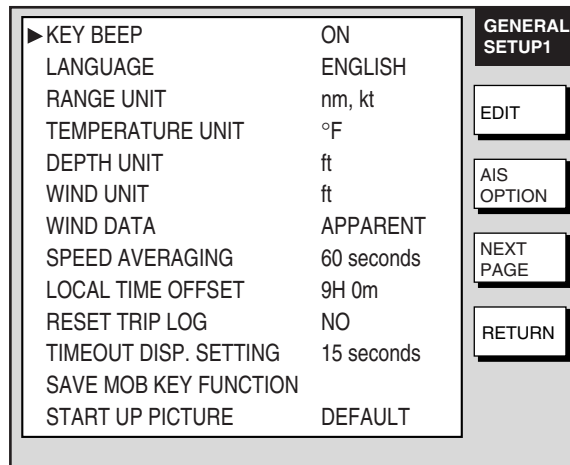 ▶KEY BEEP ON
LANGUAGE ENGLISH
RANGE UNIT nm, kt
TEMPERATURE UNIT °F
DEPTH UNIT ft
WIND UNIT ft
WIND DATA APPARENT
SPEED AVERAGING 60 seconds
LOCAL TIME OFFSET 9H 0m
RESET TRIP LOG NO
TIMEOUT DISP. SETTING 15 seconds
SAVE MOB KEY FUNCTION
START UP PICTURE DEFAULT
GENERAL
SETUP1
EDIT
AIS
OPTION
NEXT
PAGE
RETURN